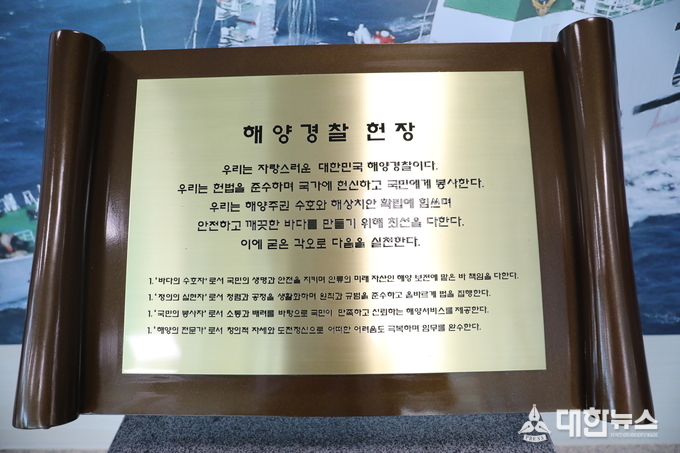 해양경찰 헌장
우리는 자랑스러운 대한민국 해양경찰이다.
우리는 헌법을 준수하며 국가에 헌신하고 국민에게 봉사한다.
우리는 해양주권 수호와 해상치안 확립에 힘쓰며
안전하고 깨끗한 바다를 만들기 위해 최선을 다한다.
이에 굳은 각오로 다음을 실천한다.
1. '바다의 수호자' 로서 국민의 생명과 안전을 지키며 인류의 미래 자산인 해양 보전에 맡은 바 책임을 다한다.
1. '정의의 실현자' 로서 청렴과 공정을 생활화하며 원칙과 규범을 준수하고 올바르게 법을 집행한다.
1. '국민의 봉사자' 로서 소통과 배려를 바탕으로 국민이 만족하고 신뢰하는 해양서비스를 제공한다.
1. '해양의 전문가' 로서 창의적 자세와 도전정신으로 어떠한 어려움도 극복하며 임무를 완수한다.
대한뉴스